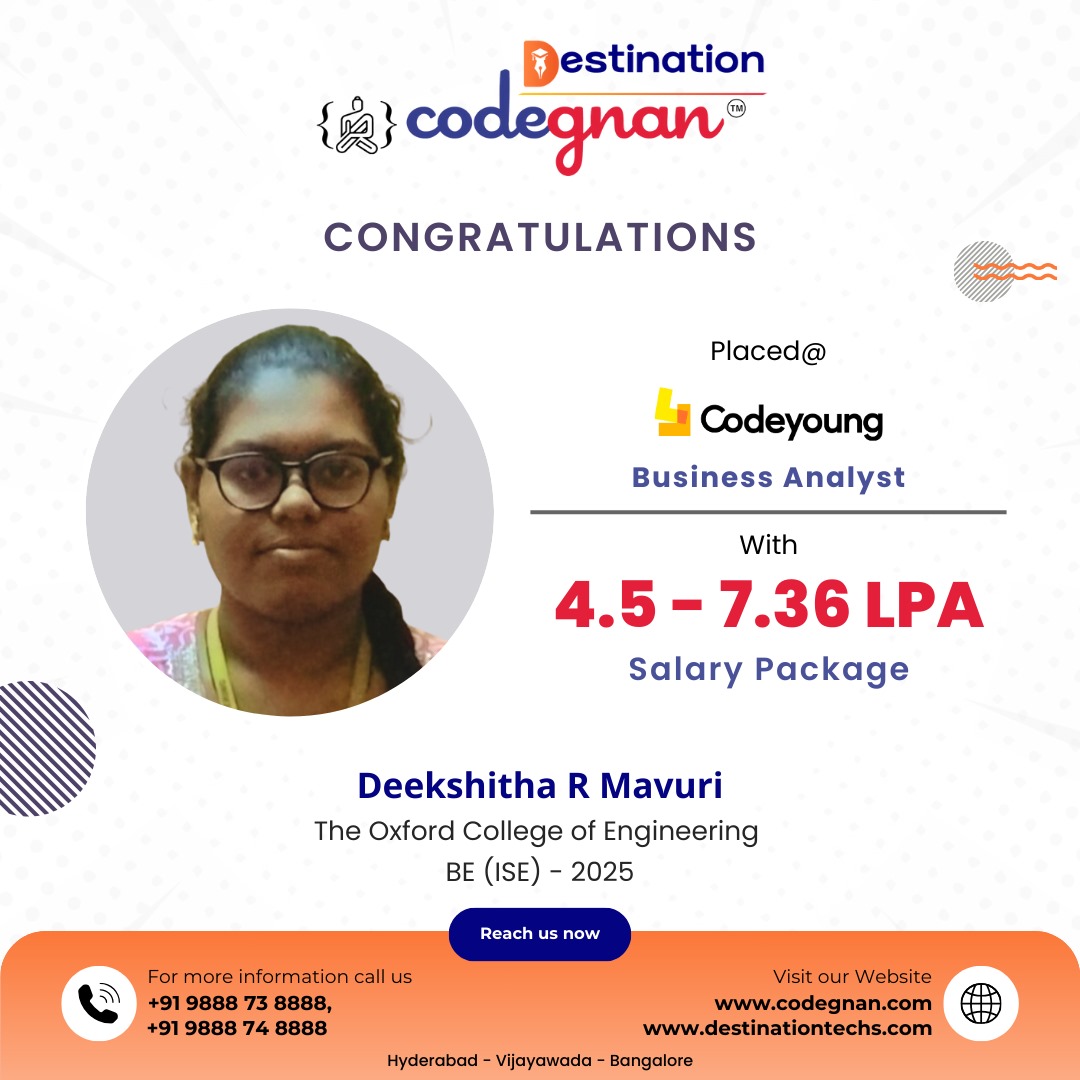 Destination
codegnan TM
CONGRATULATIONS
Placed@
Codeyoung
Business Analyst
With
4.5 - 7.36 LPA
Salary Package
Deekshitha R Mavuri
The Oxford College of Engineering
BE (ISE) - 2025
Reach us now
For more information call us
+91 9888 73 8888,
+91 9888 74 8888
Visit our Website
www.codegnan.com
www.destinationtechs.com
Hyderabad - Vijayawada - Bangalore